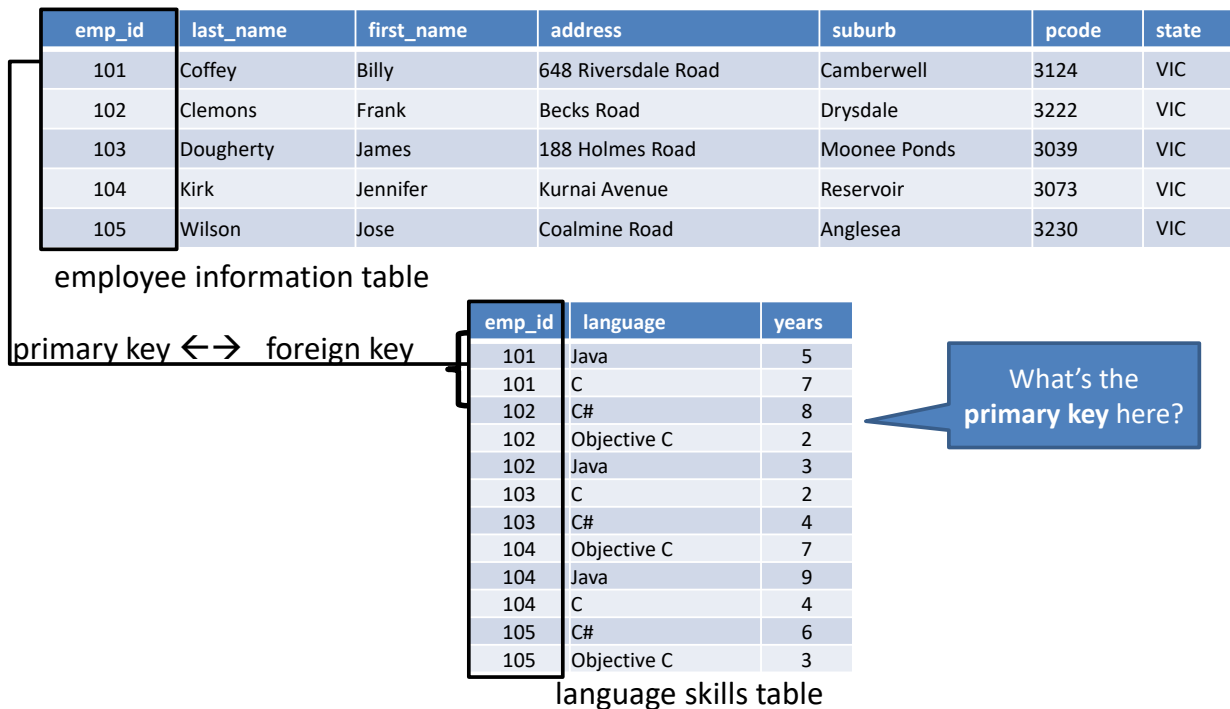 emp_id last_name first_name address suburb pcode state
101 Coffey Billy 648 Riversdale Road Camberwell 3124 VIC
102 Clemons Frank Becks Road Drysdale 3222 VIC
103 Dougherty James 188 Holmes Road Moonee Ponds 3039 VIC
104 Kirk Jennifer Kurnai Avenue Reservoir 3073 VIC
105 Wilson Jose Coalmine Road Anglesea 3230 VIC
employee information table
primary key ←→ foreign key
emp_id language years
101 Java 5
101 C 7
102 C# 8
102 Objective C 2
102 Java 3
103 C 2
103 C# 4
104 Objective C 7
104 Java 9
104 C 4
105 C# 6
105 Objective C 3
language skills table
What's the
primary key here?